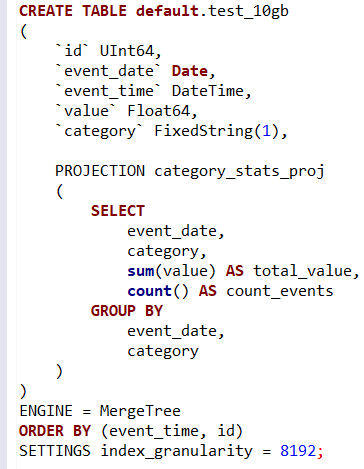 CREATE TABLE default.test_10gb
(
    `id` UInt64,
    `event_date` Date,
    `event_time` DateTime,
    `value` Float64,
    `category` FixedString(1),

    PROJECTION category_stats_proj
    (
        SELECT
            event_date,
            category,
            sum(value) AS total_value,
            count() AS count_events
        GROUP BY
            event_date,
            category
    )
)
ENGINE = MergeTree
ORDER BY (event_time, id)
SETTINGS index_granularity = 8192;